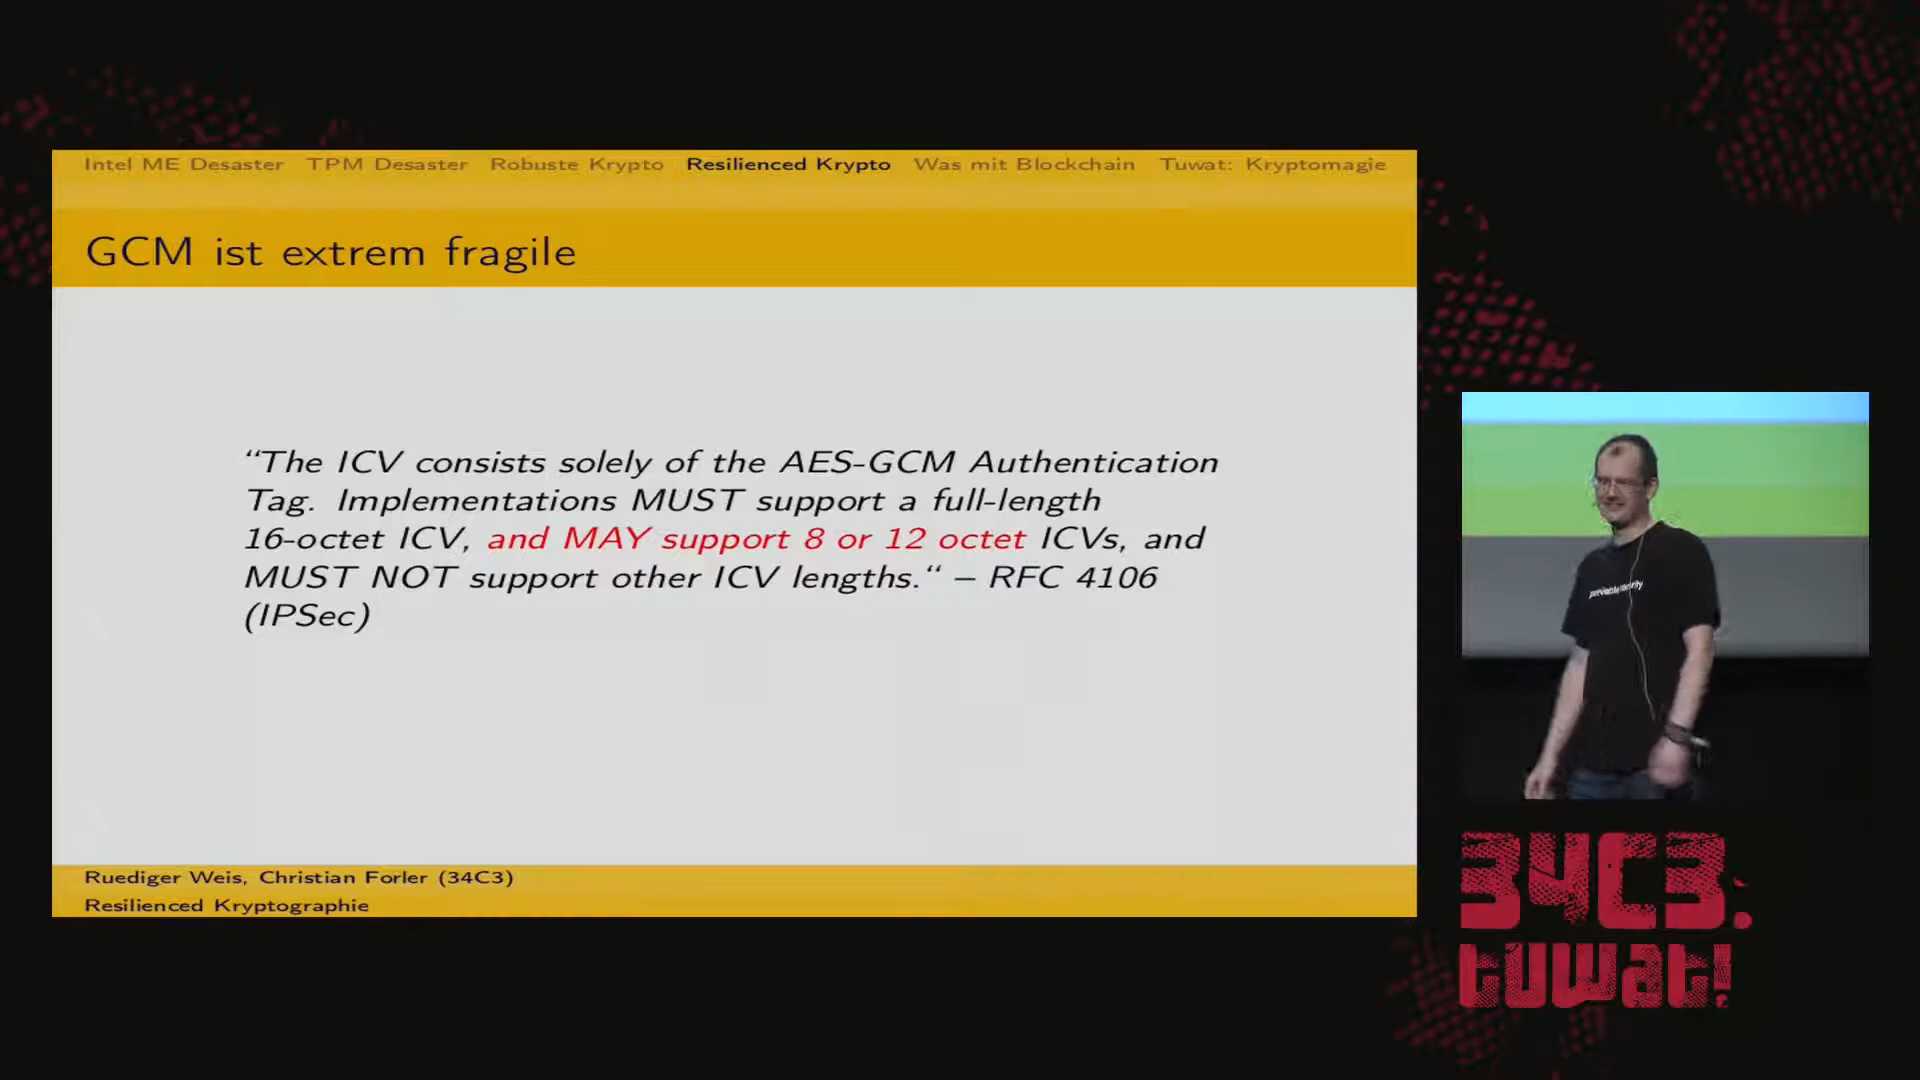 Intel ME Desaster TPM Desaster Robuste Krypto Resilienced Krypto Was mit Blockchain Tuwat: Kryptomagie
GCM ist extrem fragile
“The ICV consists solely of the AES-GCM Authentication
Tag. Implementations MUST support a full-length
16-octet ICV, and MAY support 8 or 12 octet ICVs, and
MUST NOT support other ICV lengths.“ – RFC 4106
(IPSec)
Ruediger Weis, Christian Forler (34C3)
Resilienced Kryptographie
34C3.
tuwat!